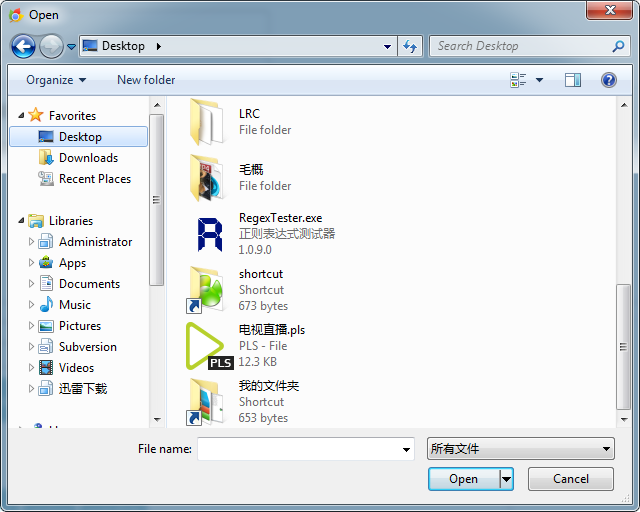 Open
Desktop
Search Desktop
Organize
New folder
Favorites
Desktop
Downloads
Recent Places
Libraries
Administrator
Apps
Documents
Music
Pictures
Subversion
Videos
迅雷下载
LRC
File folder
毛概
File folder
RegexTester.exe
正则表达式测试器
1.0.9.0
shortcut
Shortcut
673 bytes
电视直播.pls
PLS - File
12.3 KB
PLS
我的文件夹
Shortcut
653 bytes
File name:
所有文件
Open
Cancel